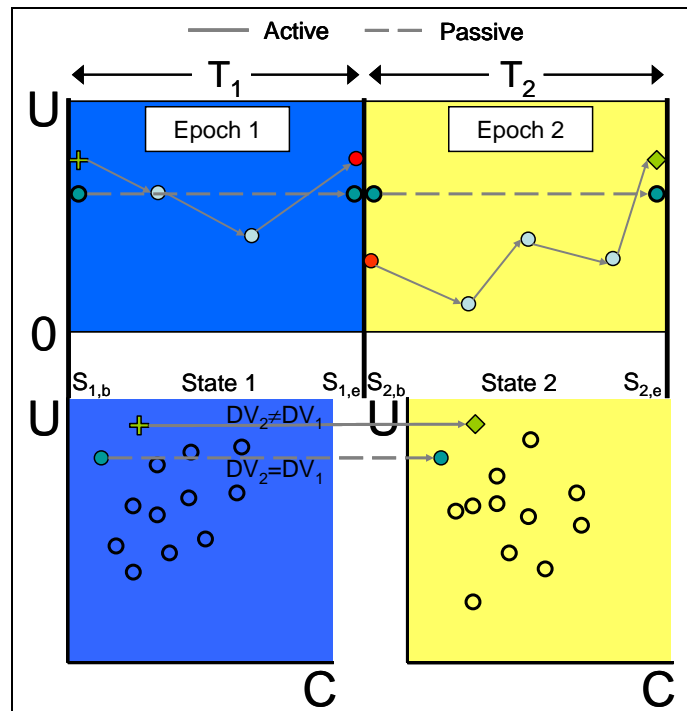 Active Passive
T1 T2
U
Epoch 1 Epoch 2
0
S1,b State 1 S1,e S2,b State 2 S2,e
U U
DV2≠DV1
DV2=DV1
C C